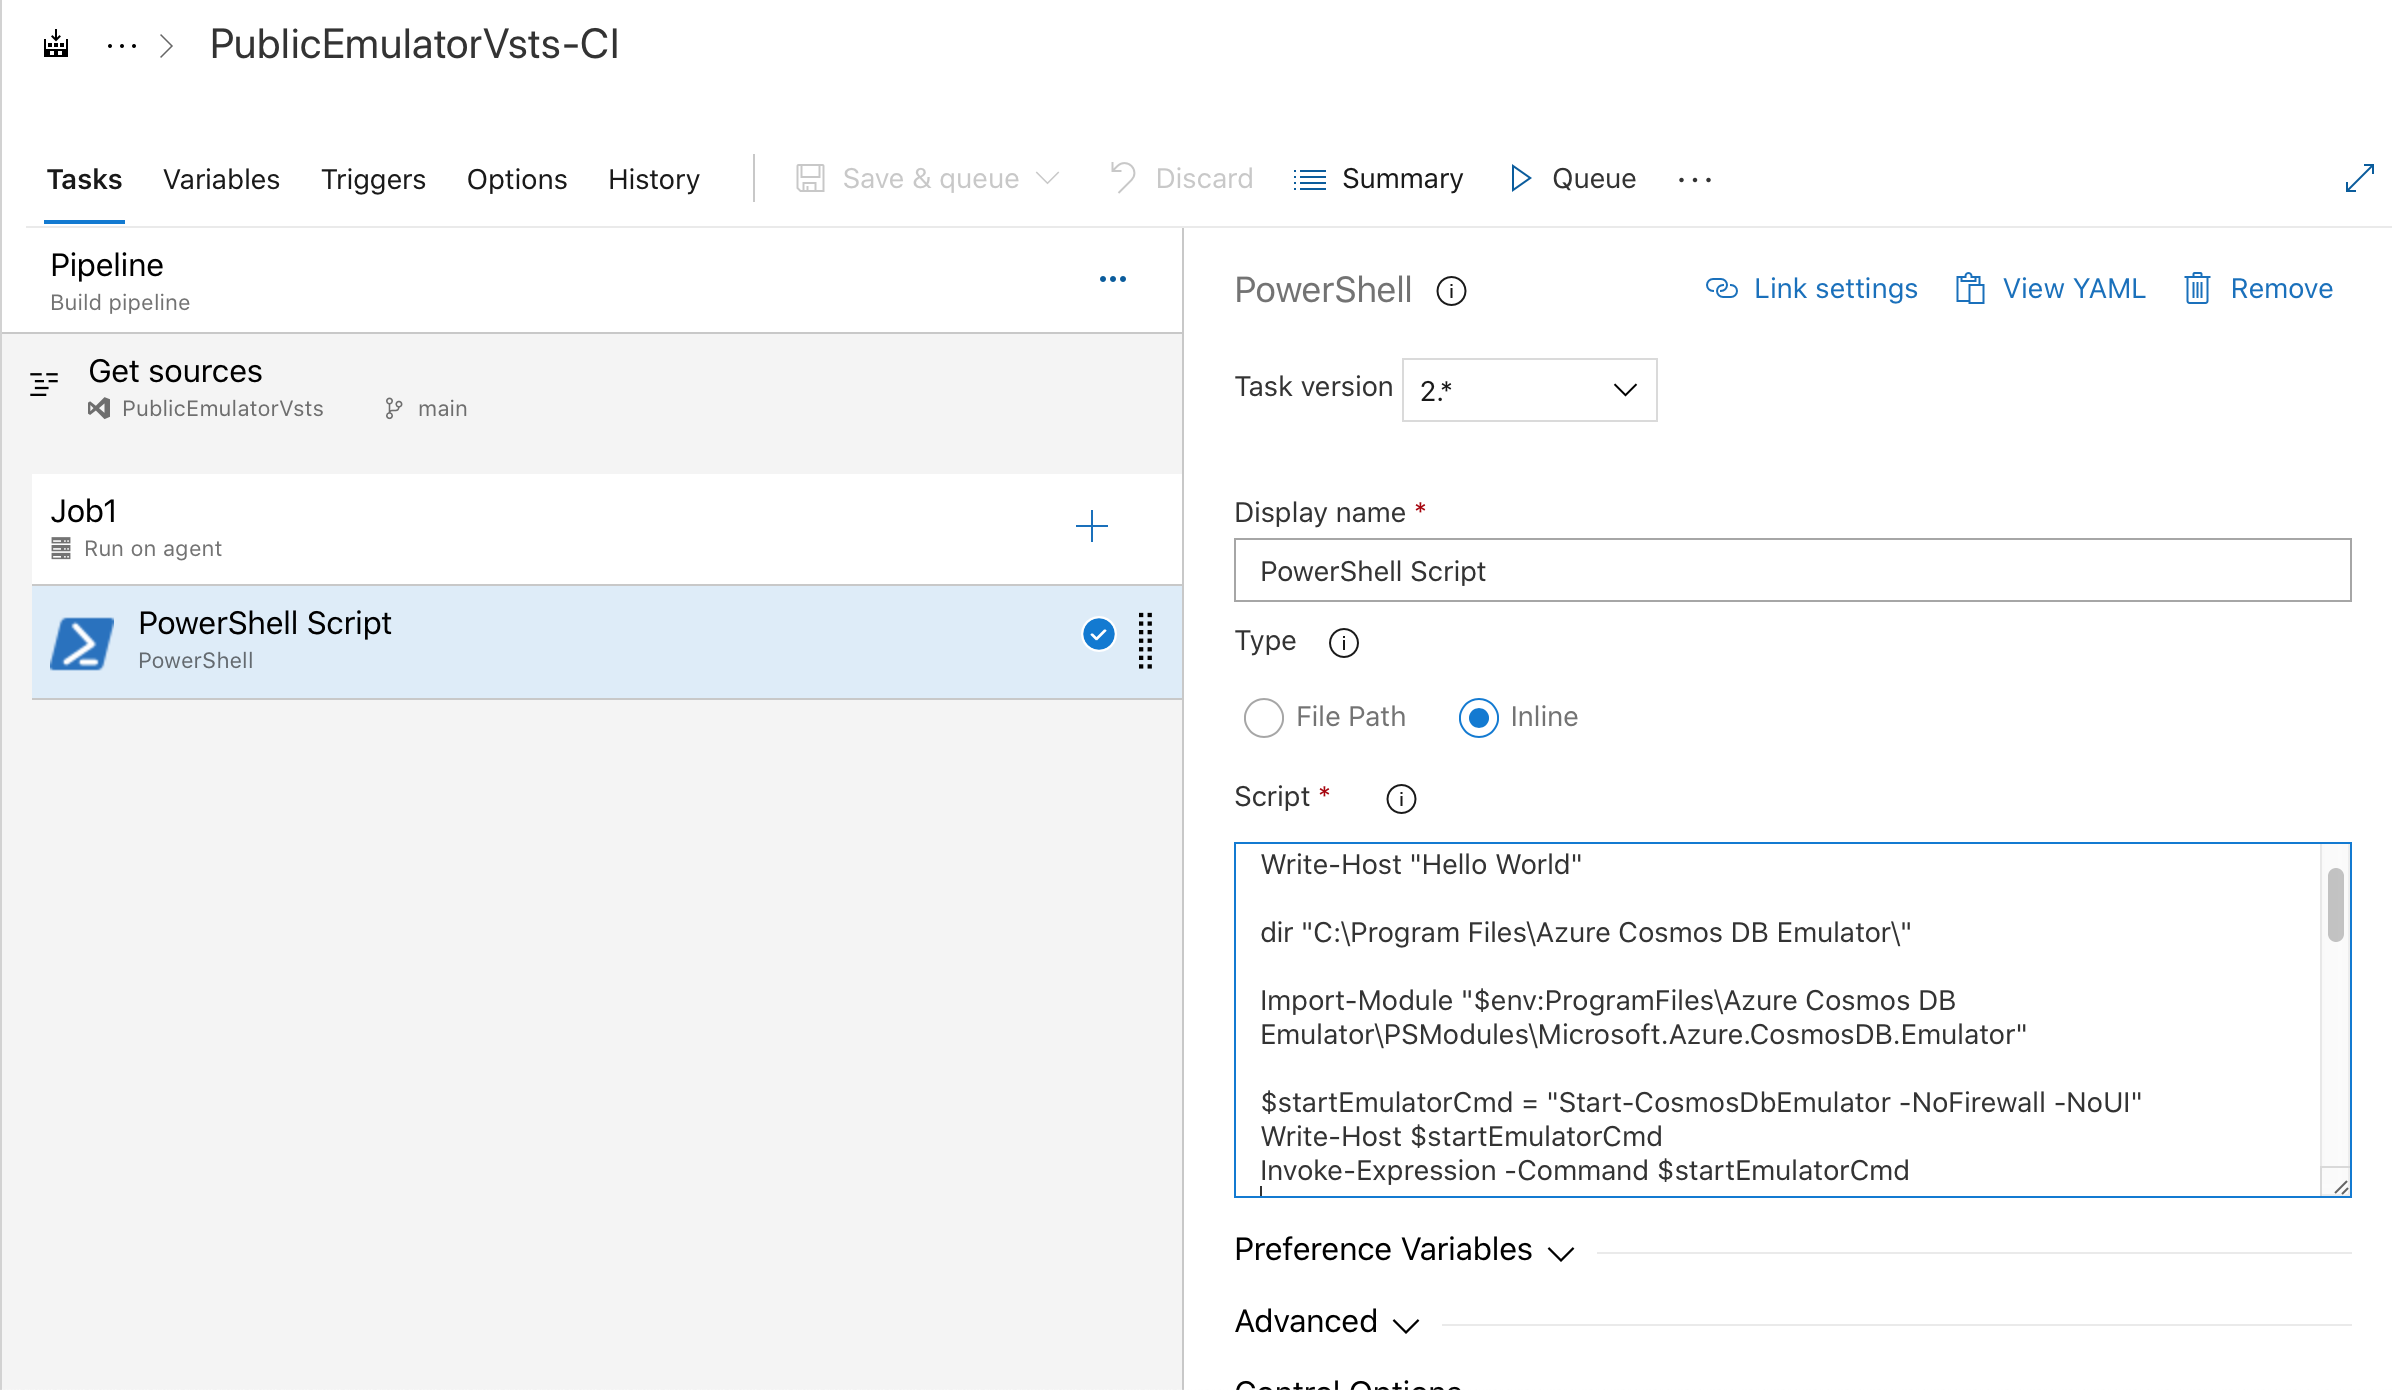 PublicEmulatorVsts-CI
Tasks Variables Triggers Options History Save & queue Discard Summary Queue
Pipeline
Build pipeline
Get sources
PublicEmulatorVsts main
Job1
Run on agent
PowerShell Script
PowerShell
PowerShell Link settings View YAML Remove
Task version 2.*
Display name *
PowerShell Script
Type
File Path Inline
Script *
Write-Host "Hello World"
dir "C:\Program Files\Azure Cosmos DB Emulator\"
Import-Module "$env:ProgramFiles\Azure Cosmos DB
Emulator\PSModules\Microsoft.Azure.CosmosDB.Emulator"
$startEmulatorCmd = "Start-CosmosDbEmulator -NoFirewall -NoUI"
Write-Host $startEmulatorCmd
Invoke-Expression -Command $startEmulatorCmd
Preference Variables
Advanced
Control Options